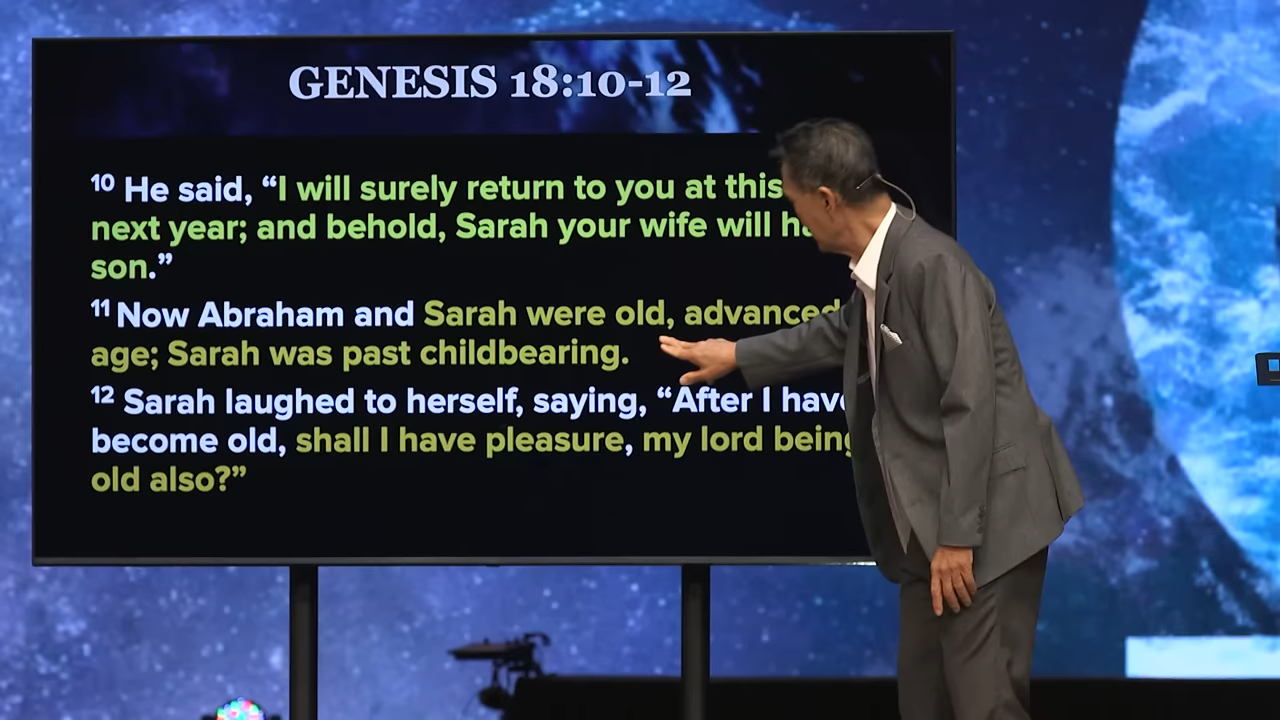 GENESIS 18:10-12
10 He said, “I will surely return to you at this
next year; and behold, Sarah your wife will
son.”
11 Now Abraham and Sarah were old, advanced
age; Sarah was past childbearing.
12 Sarah laughed to herself, saying, “After I have
become old, shall I have pleasure, my lord being
old also?”